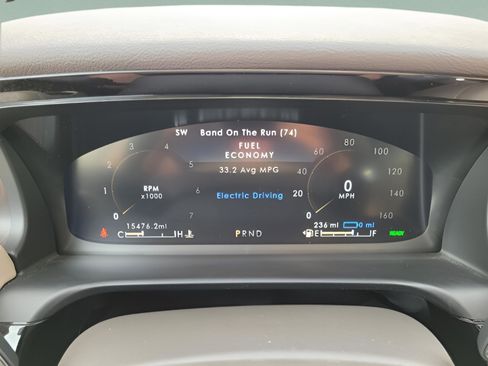 SW Band On The Run (74)
FUEL
ECONOMY
33.2 Avg MPG
Electric Driving
0 1 2 3 4 5 6 7
RPM
x1000
0 20 40 60 80 100 120 140 160
0
MPH
15476.2mi
236 mi 0 mi
C H
PRND
E F
READY